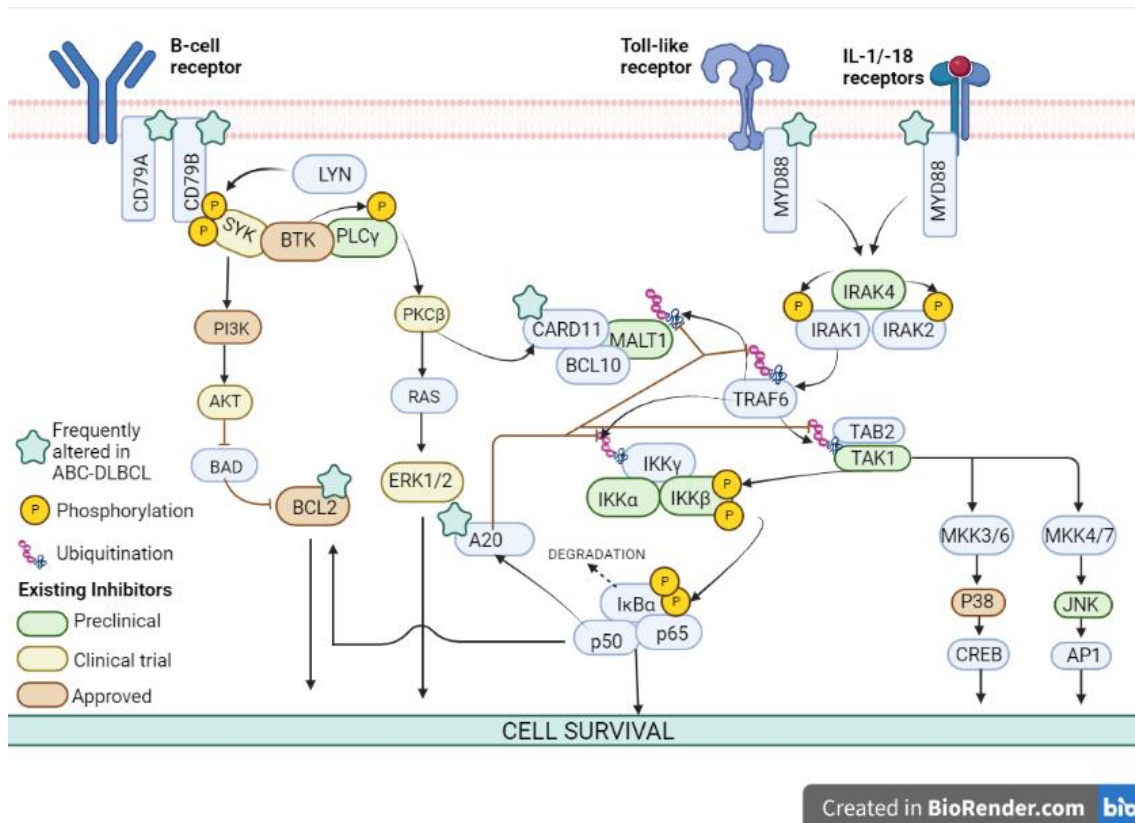 B-cell
receptor
Toll-like
receptor
IL-1/-18
receptors
CD79A
CD79B
LYN
MYD88
MYD88
P
P
P
SYK
BTK
PLCγ
PI3K
AKT
BAD
BCL2
PKCβ
RAS
ERK1/2
CARD11
MALT1
BCL10
P
P
IRAK4
IRAK1
IRAK2
TRAF6
TAB2
TAK1
IKKγ
IKKα
IKKβ
P
P
A20
DEGRADATION
IκBα
P
P
p50
p65
MKK3/6
MKK4/7
P38
JNK
CREB
AP1
Frequently
altered in
ABC-DLBCL
P
Phosphorylation
Ubiquitination
Existing Inhibitors
Preclinical
Clinical trial
Approved
CELL SURVIVAL
Created in BioRender.com
bio